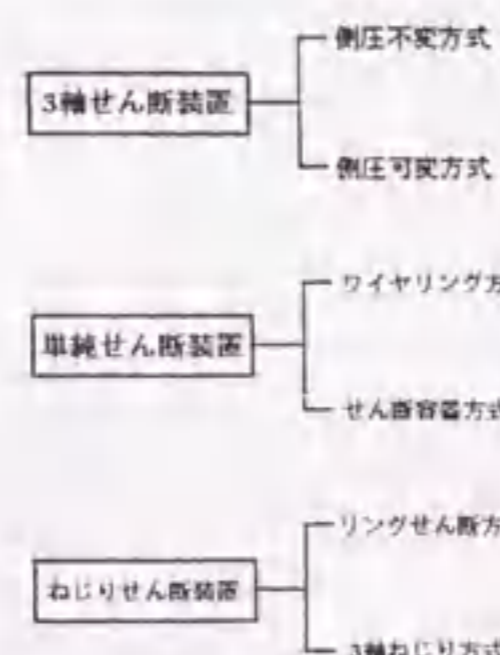 側圧不変方式
3軸せん断装置
側圧可変方式
ワイヤリング方
単純せん断装置
せん断容器方式
リングせん断方
ねじりせん断装置
3軸ねじり方式